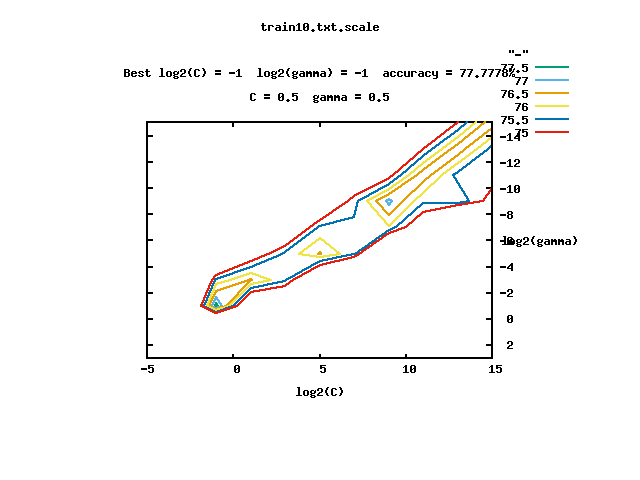 train10.txt.scale
"-"
Best log2(C) = -1 log2(gamma) = -1 accuracy = 77.7778%
77.5
77
C = 0.5 gamma = 0.5
76.5
76
75.5
75
-14
-12
-10
-8
-6
log2(gamma)
-4
-2
0
2
-5 0 5 10 15
log2(C)